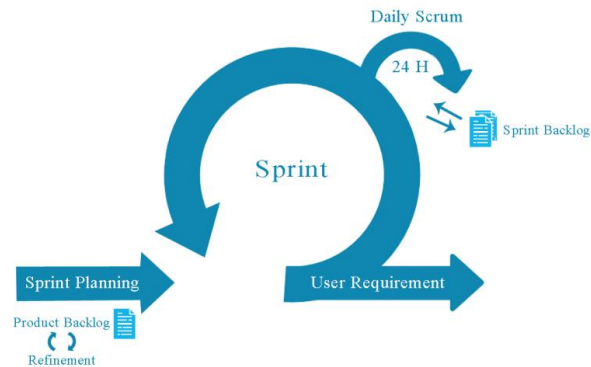 Daily Scrum
24 H
Sprint Backlog
Sprint
Sprint Planning
User Requirement
Product Backlog
Refinement